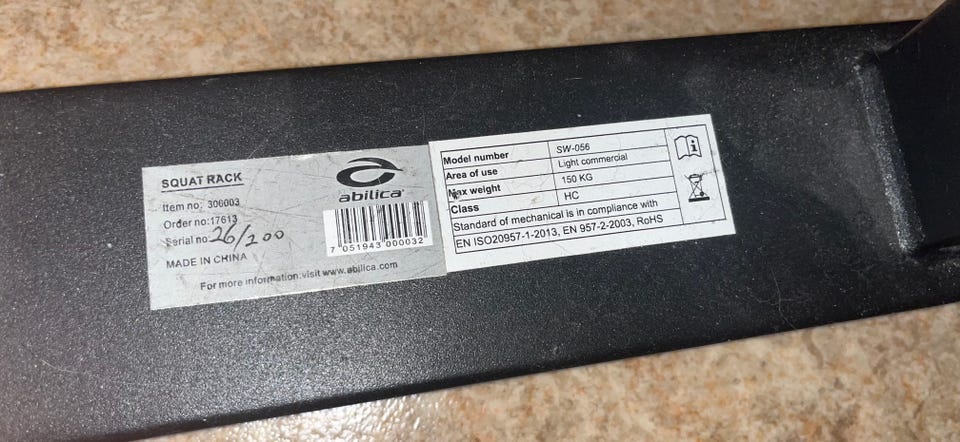 SQUAT RACK
Item no: 306003
Order no:17613
Serial no:26/200
MADE IN CHINA
For more information:visit www.abilica.com
abilica
7 051943 000032
Model number SW-056
Area of use Light commercial
Max weight 150 KG
Class HC
Standard of mechanical is in compliance with
EN ISO20957-1-2013, EN 957-2-2003, RoHS